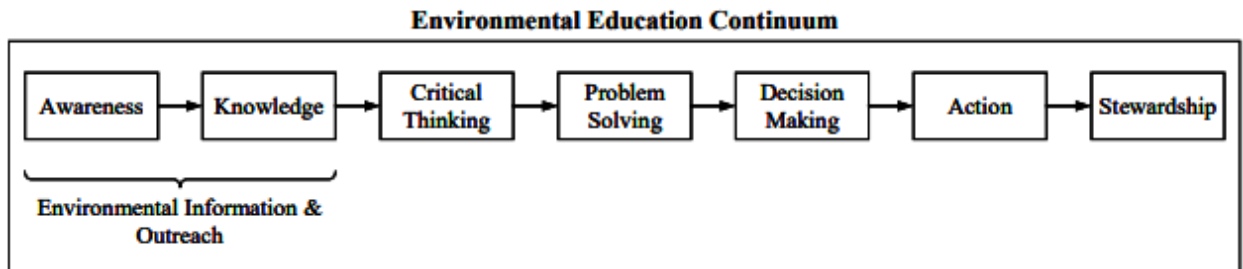 Environmental Education Continuum
Awareness
Knowledge
Critical
Thinking
Problem
Solving
Decision
Making
Action
Stewardship
Environmental Information &
Outreach